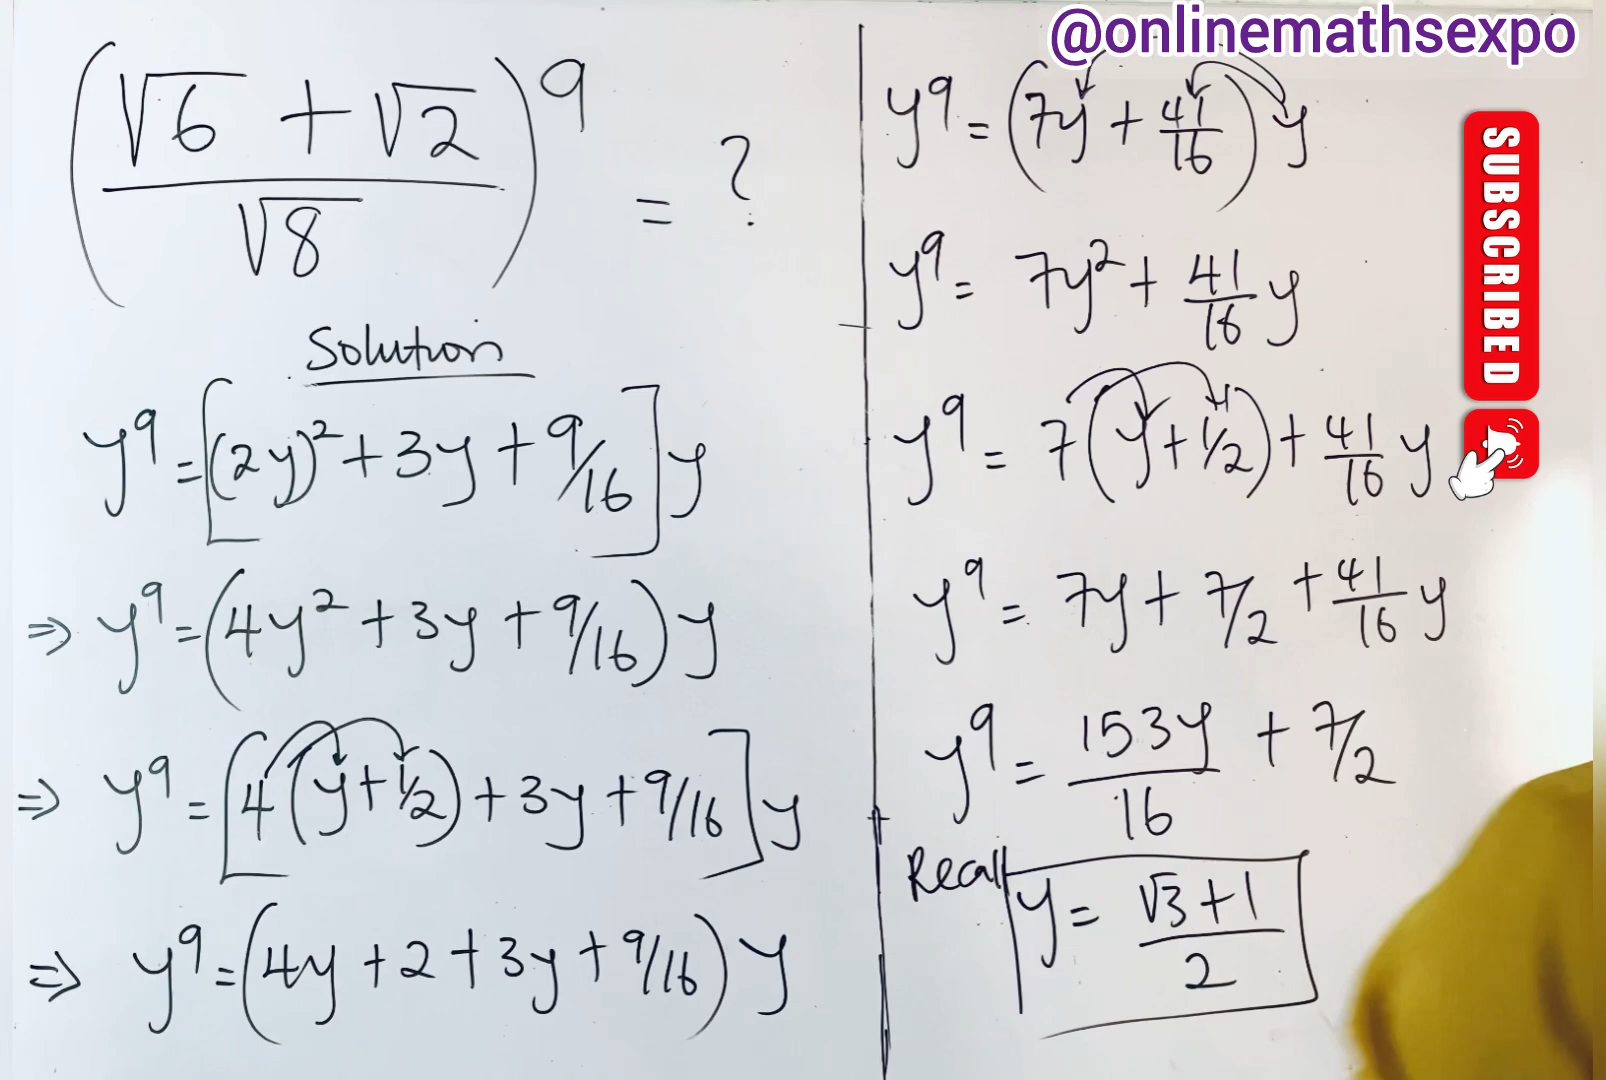 @onlinemathsexpo
((√6 + √2)/√8)^9 = ?
Solution
y^9 = [(2y)^2 + 3y + 9/16] y
⇒ y^9 = (4y^2 + 3y + 9/16) y
⇒ y^9 = [4(y + 1/2) + 3y + 9/16] y
⇒ y^9 = (4y + 2 + 3y + 9/16) y
y^9 = (7y + 41/16) y
y^9 = 7y^2 + 41/16 y
y^9 = 7(y + 1/2) + 41/16 y
y^9 = 7y + 7/2 + 41/16 y
y^9 = 153y/16 + 7/2
Recall y = (√3 + 1)/2
SUBSCRIBED